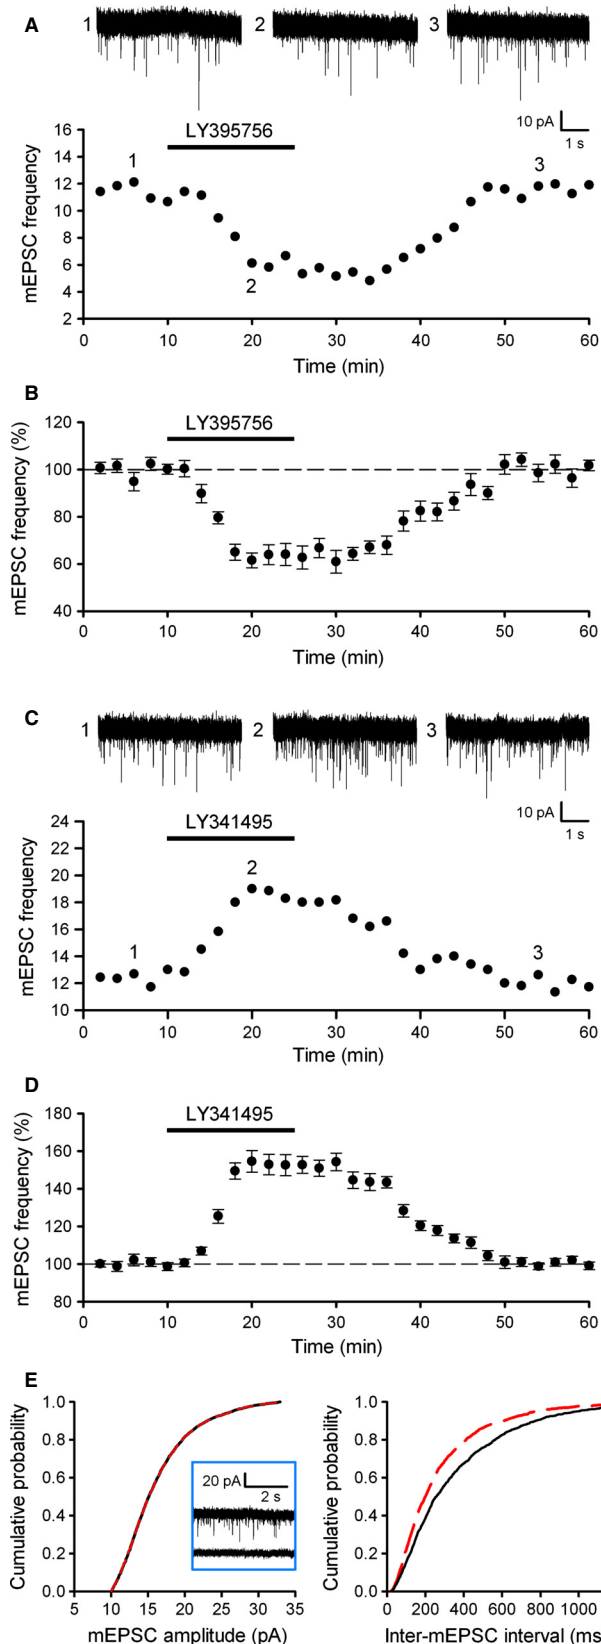 A
1 2 3
10 pA
1 s
LY395756
16
14
12
10
8
6
4
2
1
2
3
mEPSC frequency
0 10 20 30 40 50 60
Time (min)
B
LY395756
120
100
80
60
40
mEPSC frequency (%)
0 10 20 30 40 50 60
Time (min)
C
1 2 3
10 pA
1 s
LY341495
24
22
20
18
16
14
12
10
1
2
3
mEPSC frequency
0 10 20 30 40 50 60
Time (min)
D
LY341495
180
160
140
120
100
80
mEPSC frequency (%)
0 10 20 30 40 50 60
Time (min)
E
1.0
0.8
0.6
0.4
0.2
0.0
Cumulative probability
20 pA
2 s
5 10 15 20 25 30 35
mEPSC amplitude (pA)
1.0
0.8
0.6
0.4
0.2
0.0
Cumulative probability
0 200 400 600 800 1000
Inter-mEPSC interval (ms